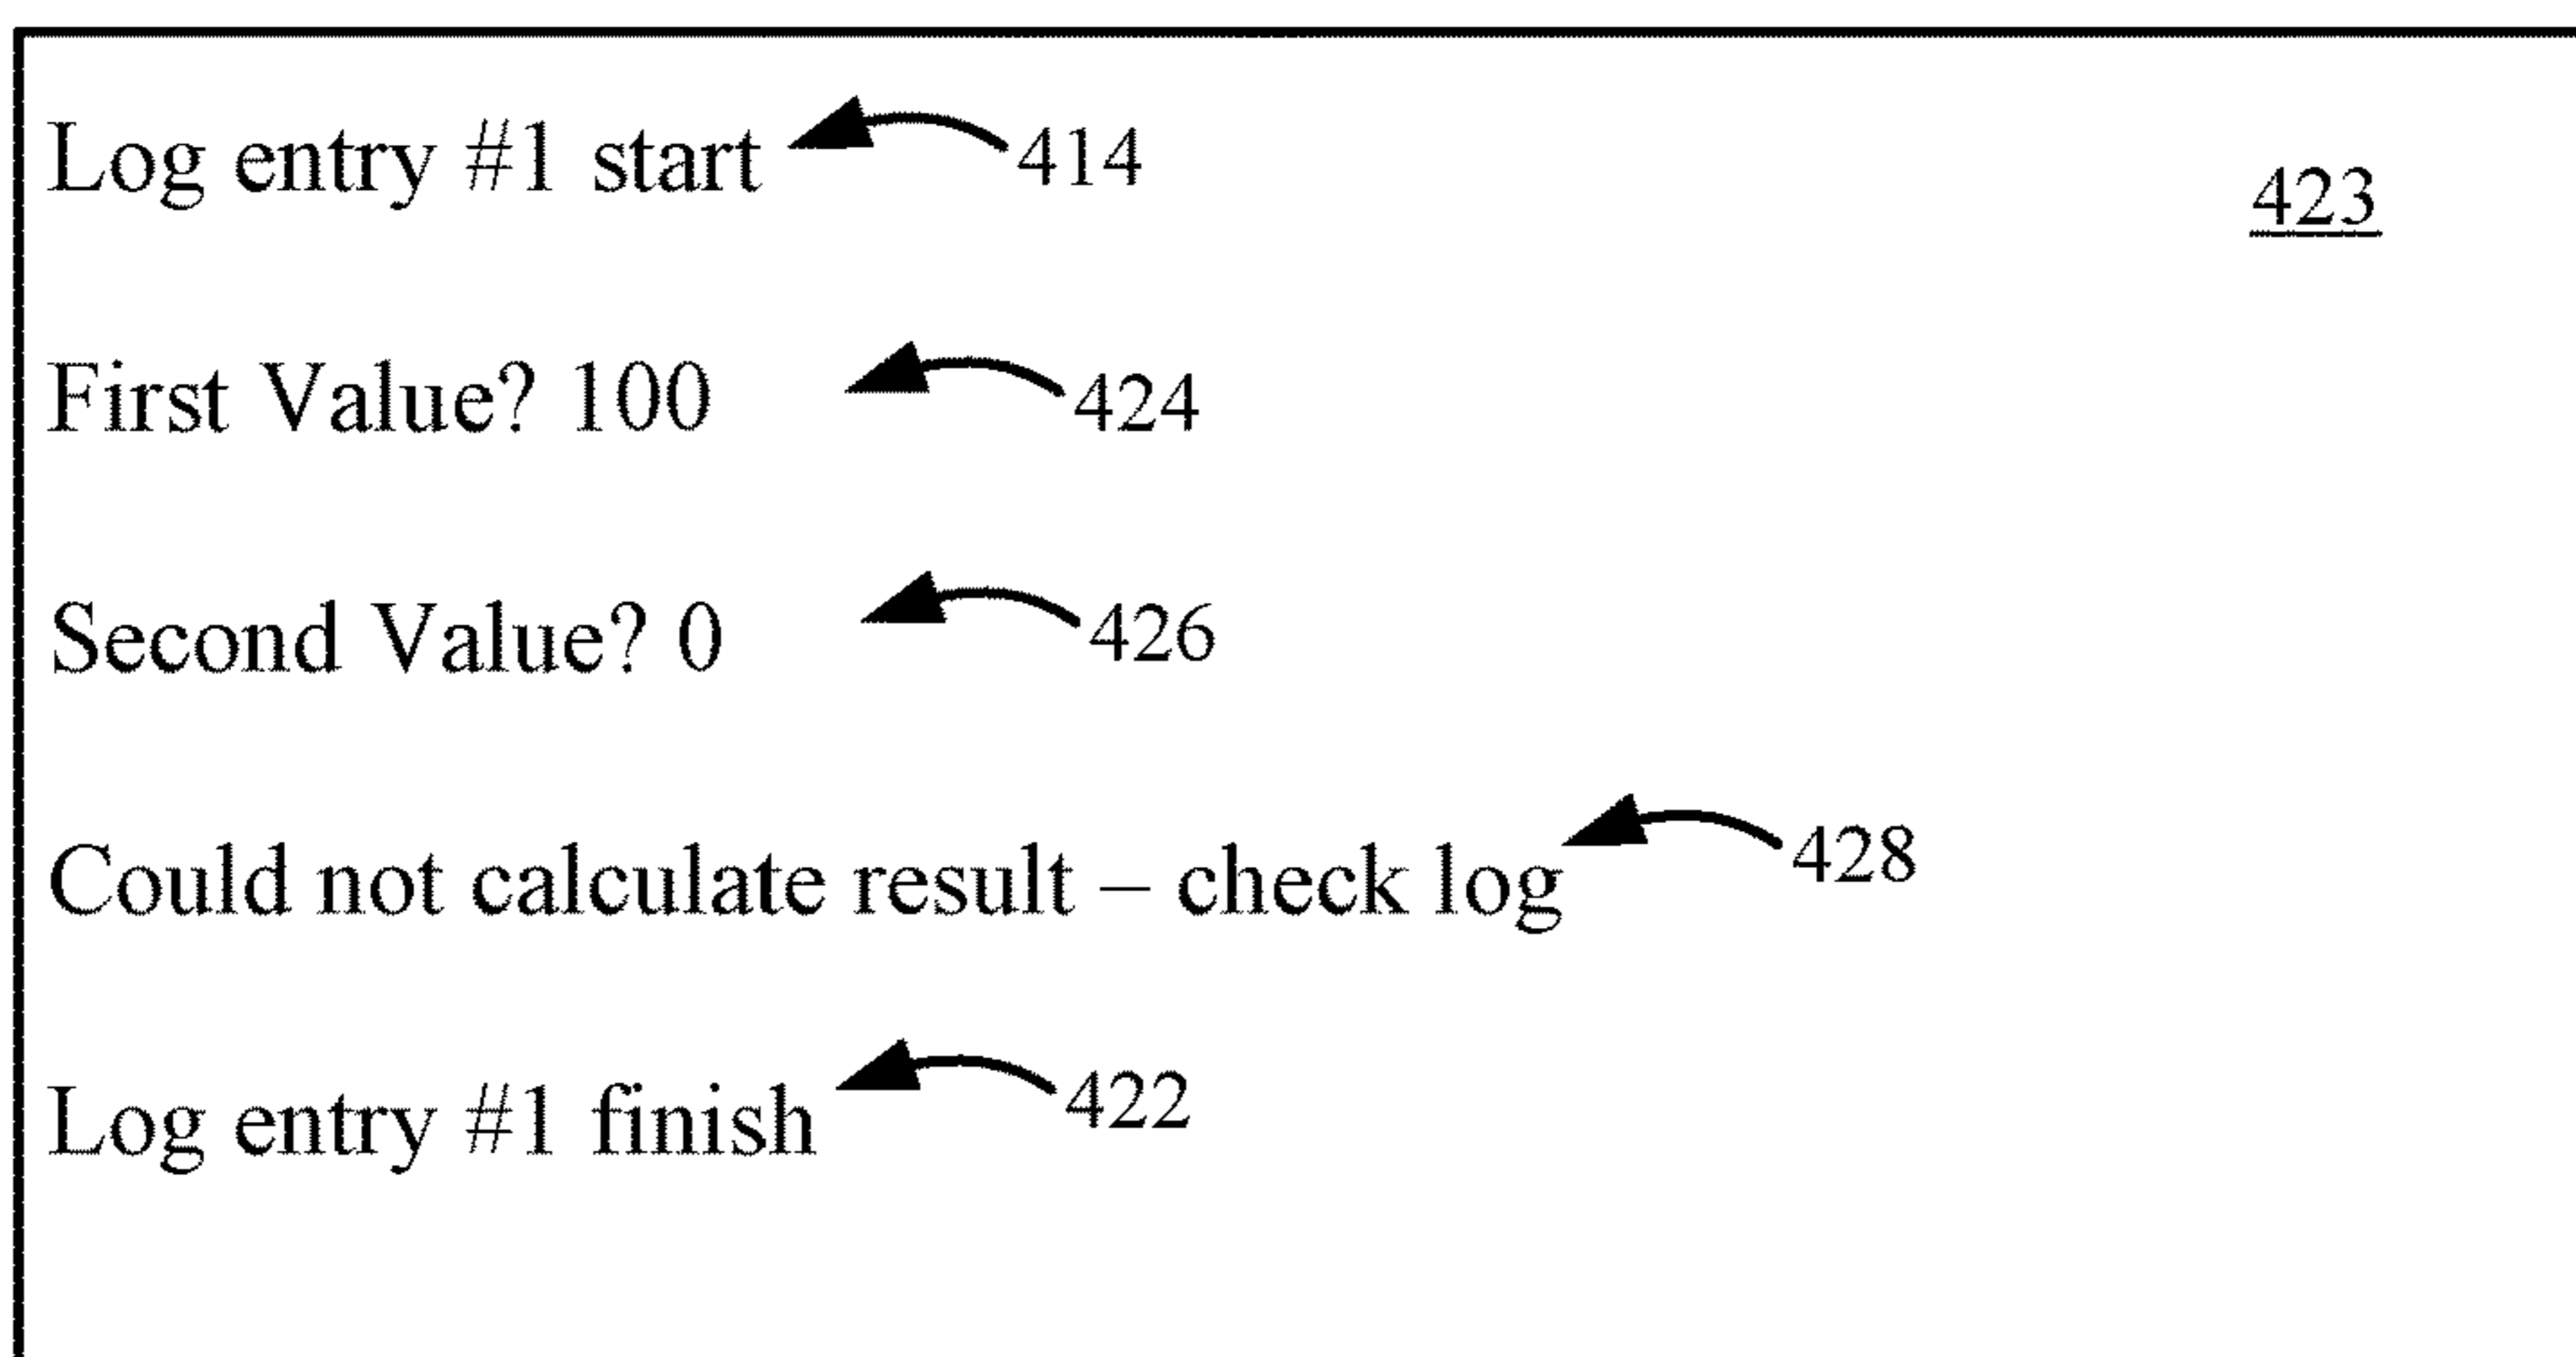 Log entry #1 start 414
423
First Value? 100 424
Second Value? 0 426
Could not calculate result – check log 428
Log entry #1 finish 422